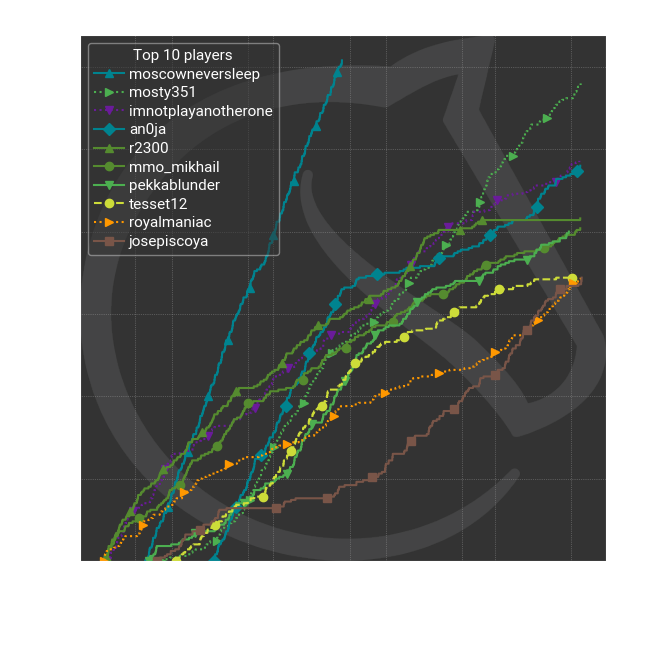 Top 10 players
moscowneversleep
mosty351
imnotplayanotherone
an0ja
r2300
mmo_mikhail
pekkablunder
tesset12
royalmaniac
josepiscoya